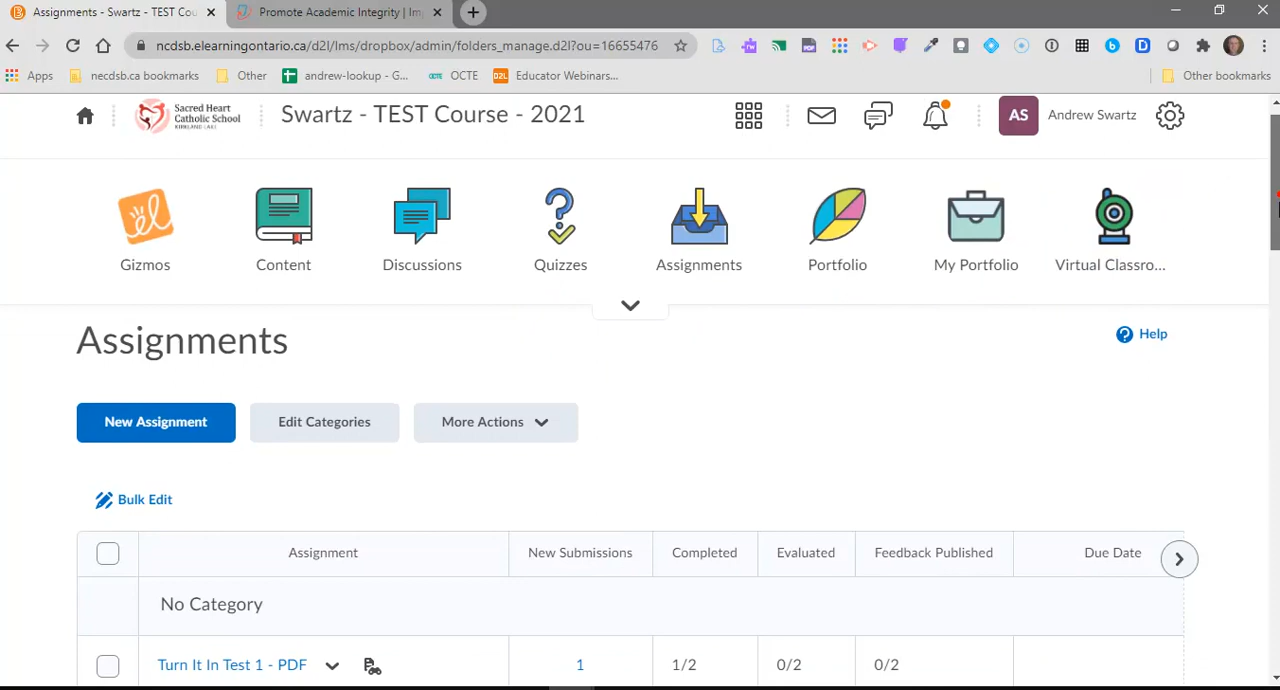 Assignments - Swartz - TEST Cou
Promote Academic Integrity | Im
ncdsb.elearningontario.ca/d2l/lms/dropbox/admin/folders_manage.d2l?ou=16655476
Apps
necdsb.ca bookmarks
Other
andrew-lookup - G...
OCTE
D2L
Educator Webinars...
Other bookmarks
Sacred Heart
Catholic School
KIRKLAND LAKE
Swartz - TEST Course - 2021
AS
Andrew Swartz
Gizmos
Content
Discussions
Quizzes
Assignments
Portfolio
My Portfolio
Virtual Classro...
Assignments
Help
New Assignment
Edit Categories
More Actions
Bulk Edit
Assignment
New Submissions
Completed
Evaluated
Feedback Published
Due Date
No Category
Turn It In Test 1 - PDF
1
1/2
0/2
0/2